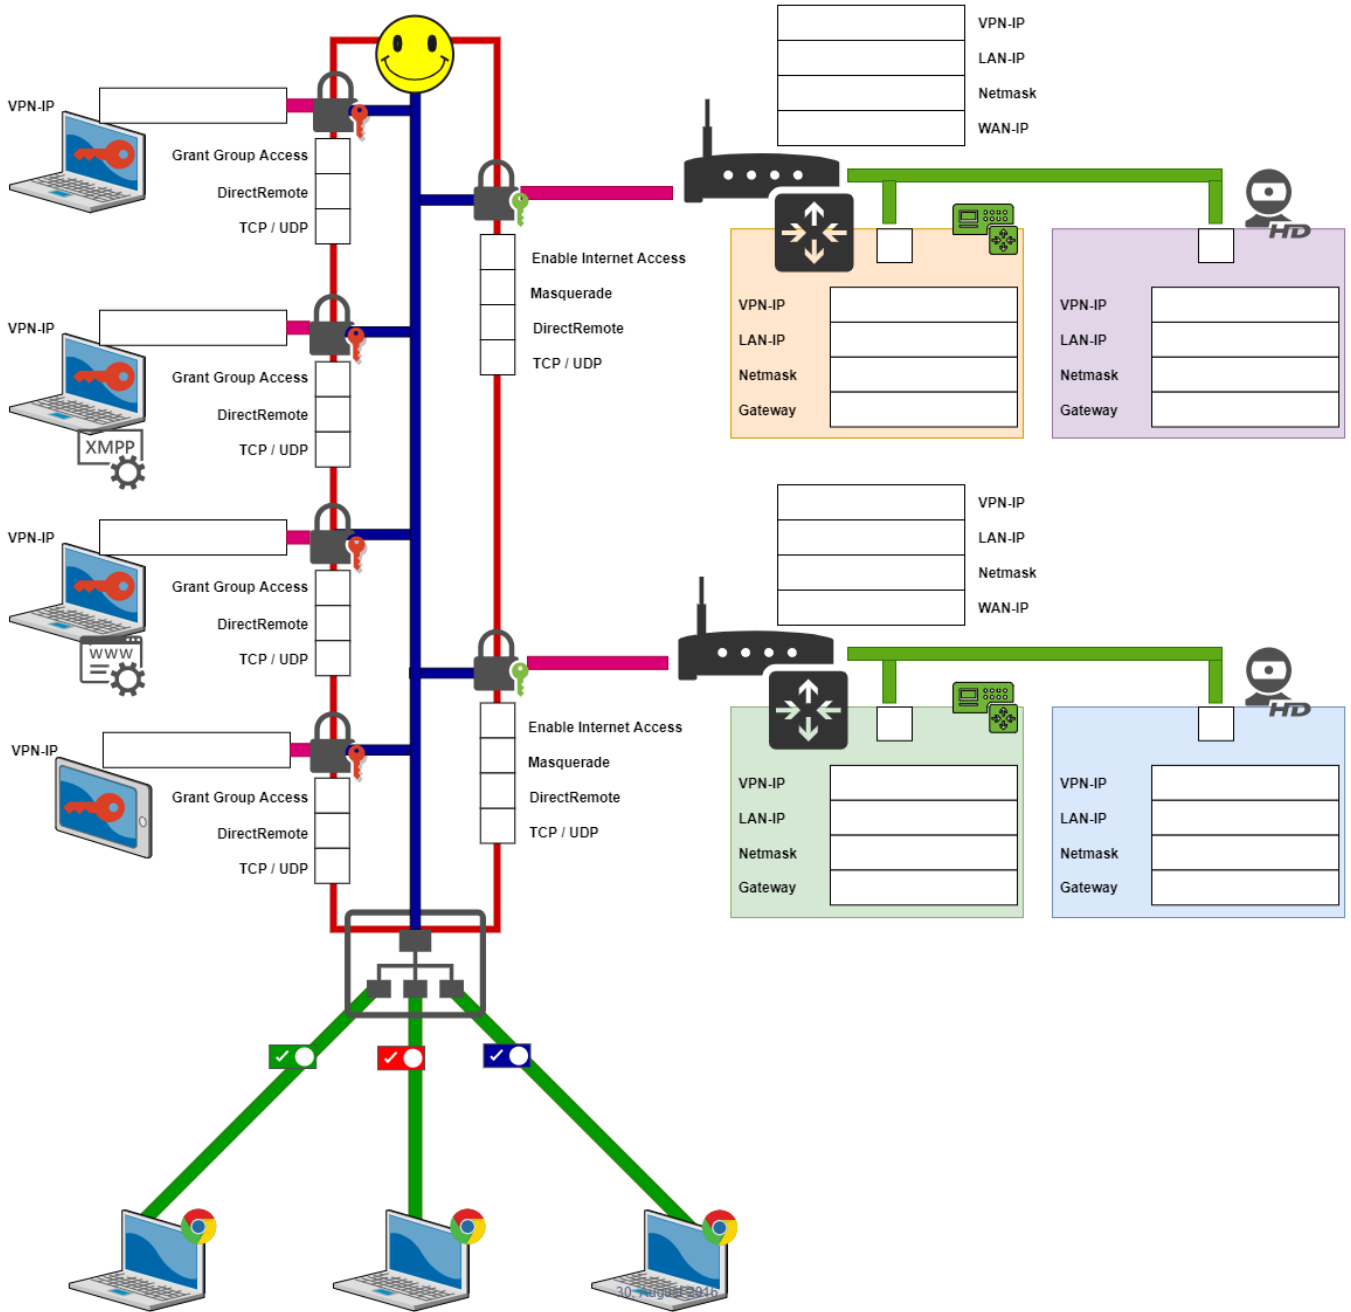 VPN-IP
LAN-IP
Netmask
WAN-IP
VPN-IP
Grant Group Access
DirectRemote
TCP / UDP
Enable Internet Access
Masquerade
DirectRemote
TCP / UDP
HD
VPN-IP
LAN-IP
Netmask
Gateway
VPN-IP
LAN-IP
Netmask
Gateway
VPN-IP
XMPP
Grant Group Access
DirectRemote
TCP / UDP
VPN-IP
LAN-IP
Netmask
WAN-IP
VPN-IP
WWW
Grant Group Access
DirectRemote
TCP / UDP
Enable Internet Access
Masquerade
DirectRemote
TCP / UDP
HD
VPN-IP
LAN-IP
Netmask
Gateway
VPN-IP
LAN-IP
Netmask
Gateway
VPN-IP
Grant Group Access
DirectRemote
TCP / UDP
30. August 2016